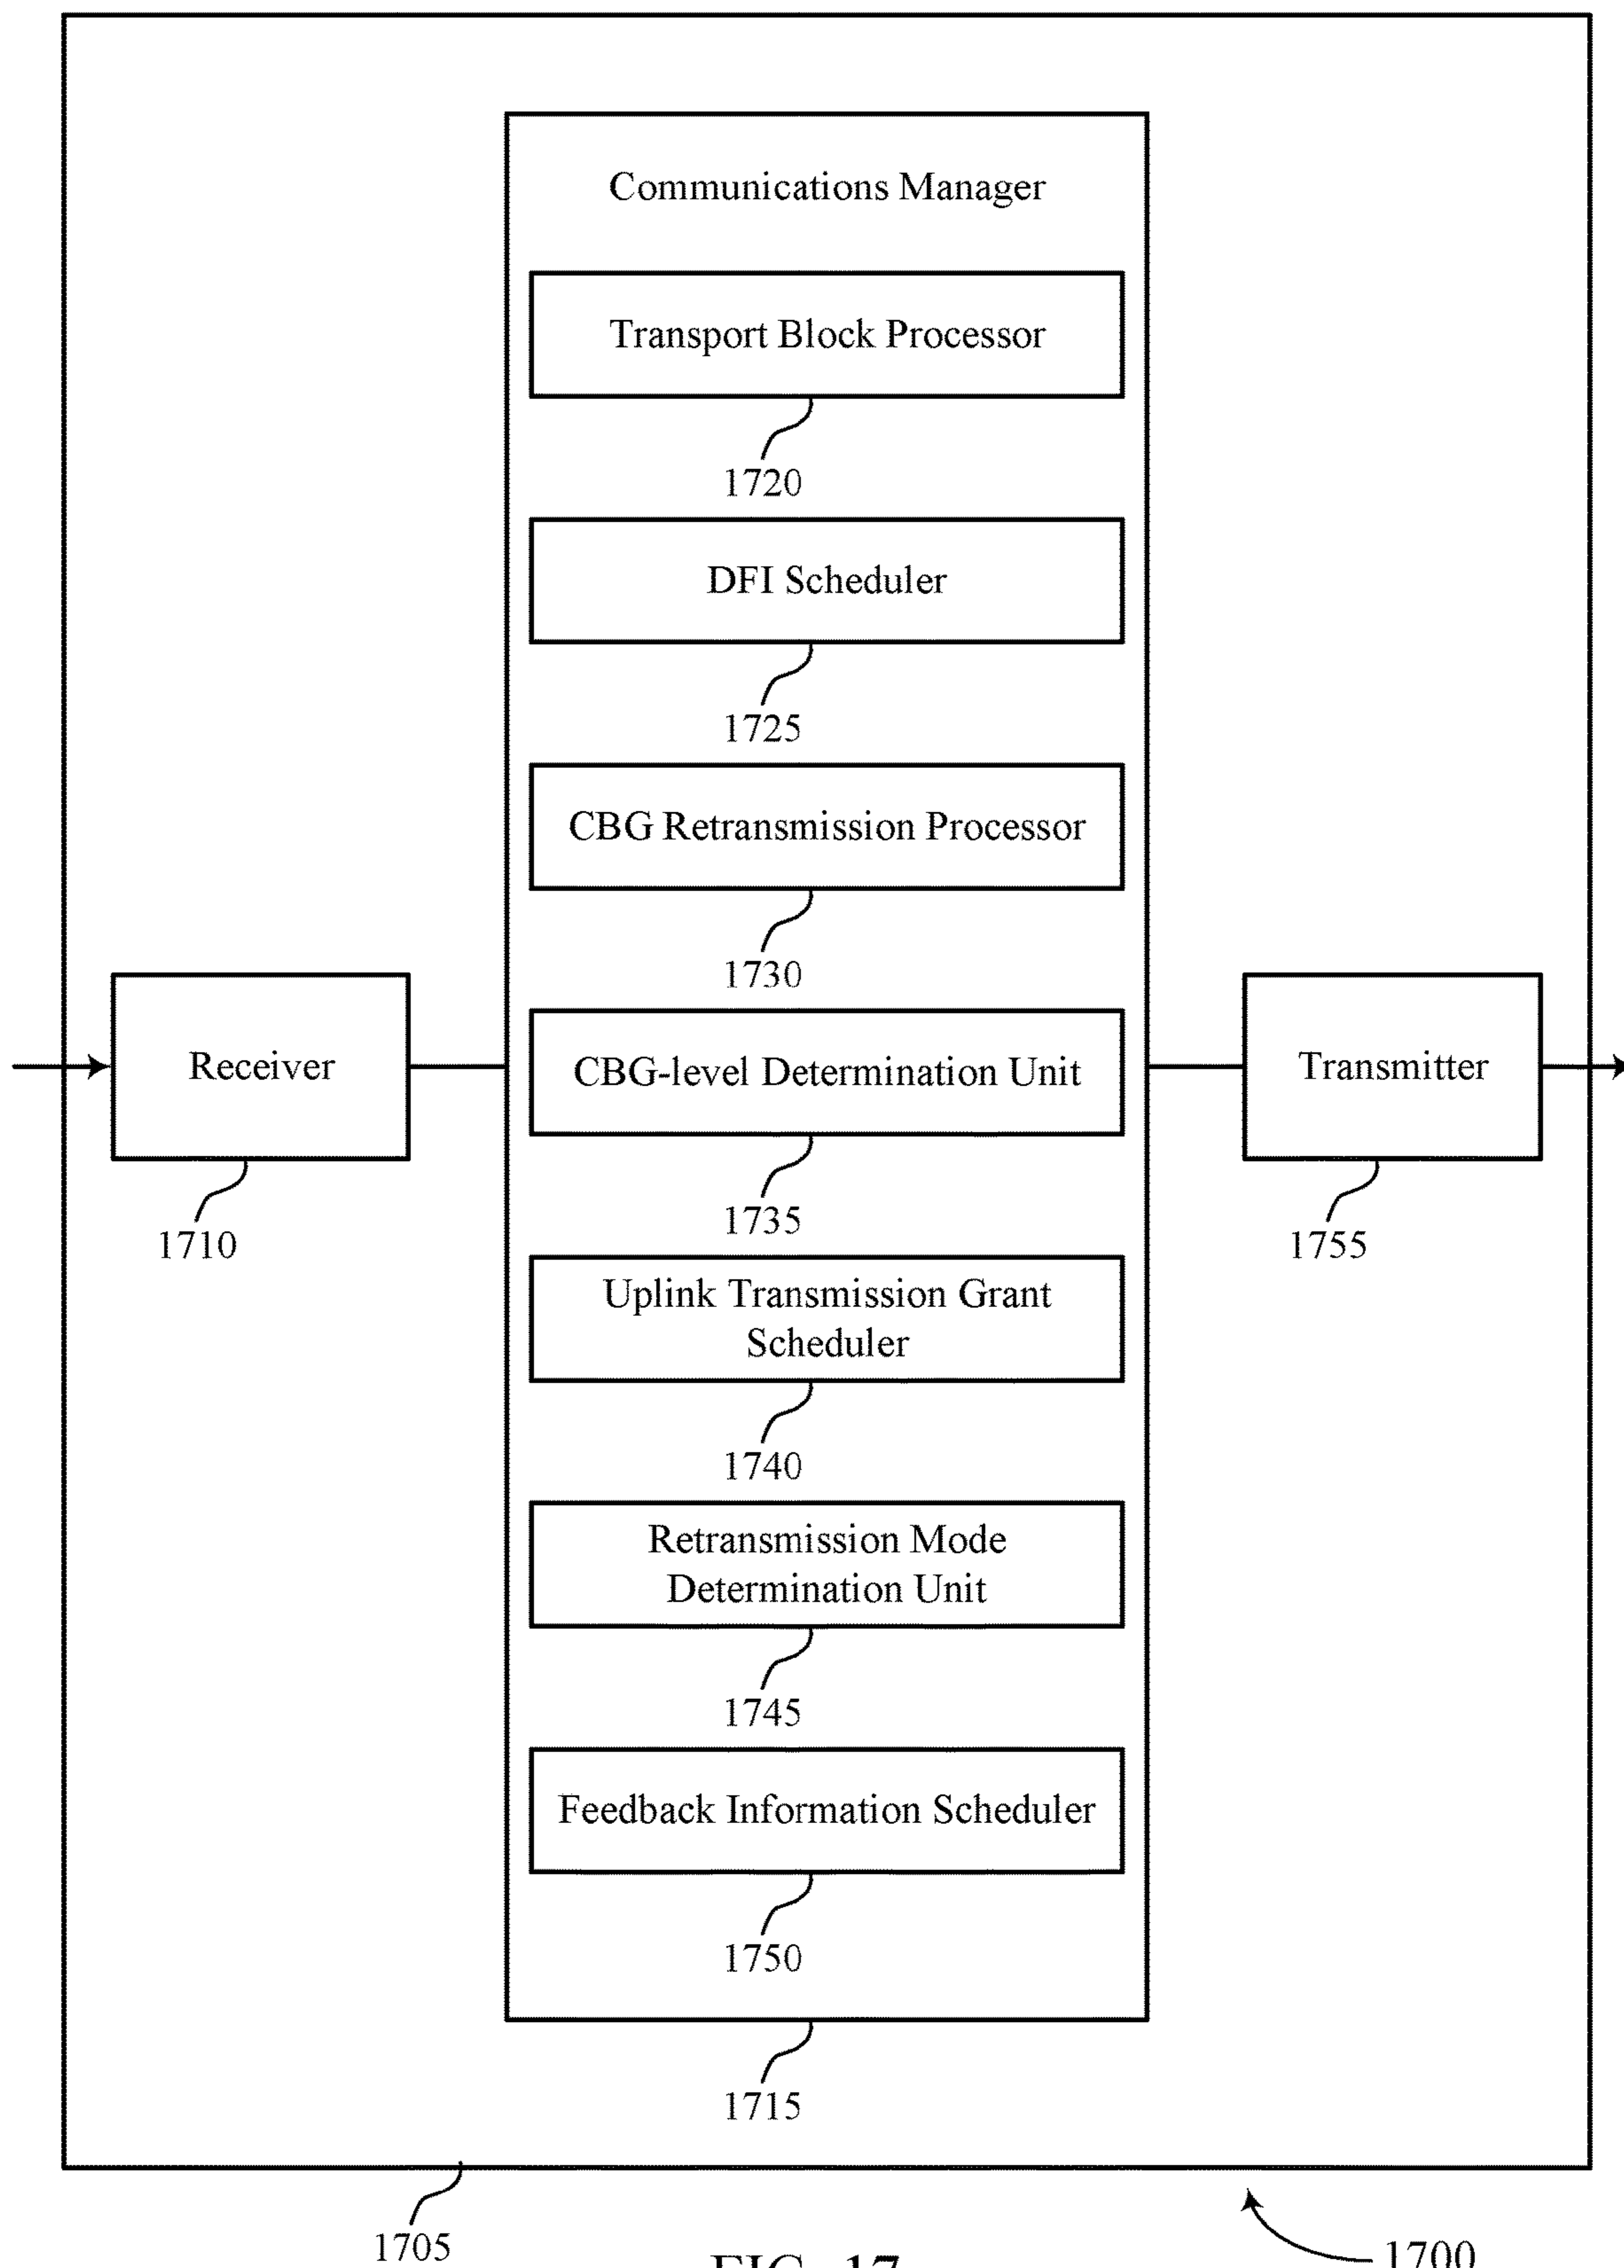 Communications Manager
Transport Block Processor
1720
DFI Scheduler
1725
CBG Retransmission Processor
1730
Receiver
1710
CBG-level Determination Unit
1735
Transmitter
1755
Uplink Transmission Grant
Scheduler
1740
Retransmission Mode
Determination Unit
1745
Feedback Information Scheduler
1750
1715
1705
1700
FIG. 17